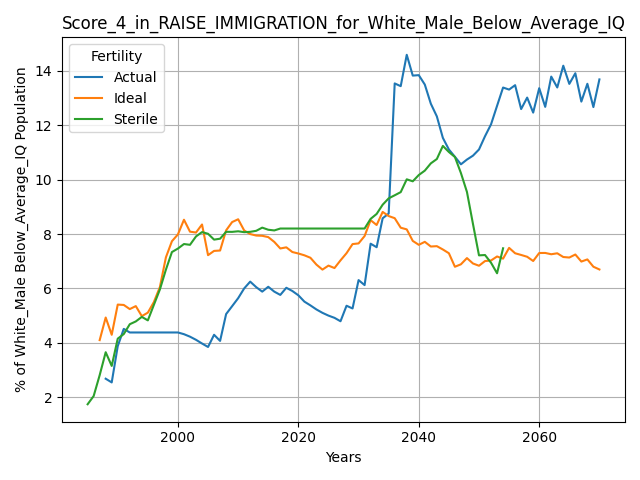 Score_4_in_RAISE_IMMIGRATION_for_White_Male_Below_Average_IQ
% of White_Male Below_Average_IQ Population
14
12
10
8
6
4
2
Fertility
Actual
Ideal
Sterile
2000 2020 2040 2060
Years